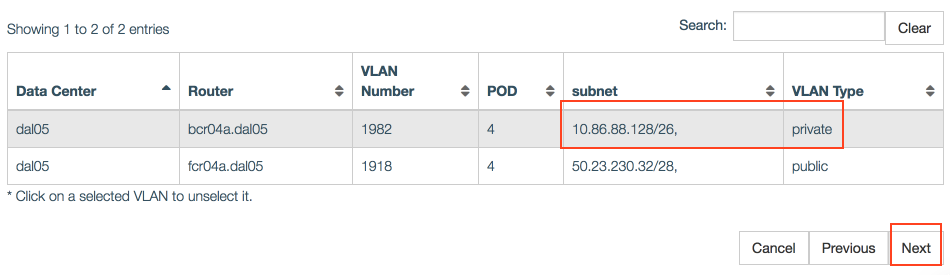 Showing 1 to 2 of 2 entries
Search:
Clear
Data Center Router VLAN Number POD subnet VLAN Type
dal05 bcr04a.dal05 1982 4 10.86.88.128/26, private
dal05 fcr04a.dal05 1918 4 50.23.230.32/28, public
* Click on a selected VLAN to unselect it.
Cancel Previous Next